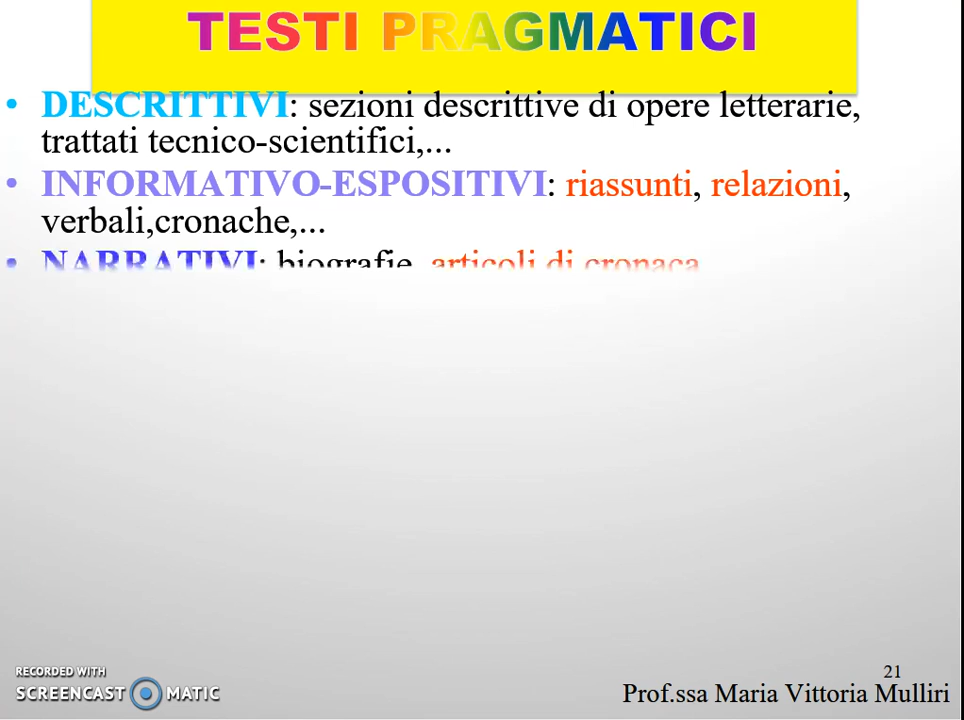 TESTI PRAGMATICI
• DESCRITTIVI: sezioni descrittive di opere letterarie,
trattati tecnico-scientifici,...
• INFORMATIVO-ESPOSITIVI: riassunti, relazioni,
verbali,cronache,...
• NARRATIVI: biografie, articoli di cronaca
RECORDED WITH
SCREENCAST MATIC
21
Prof.ssa Maria Vittoria Mulliri